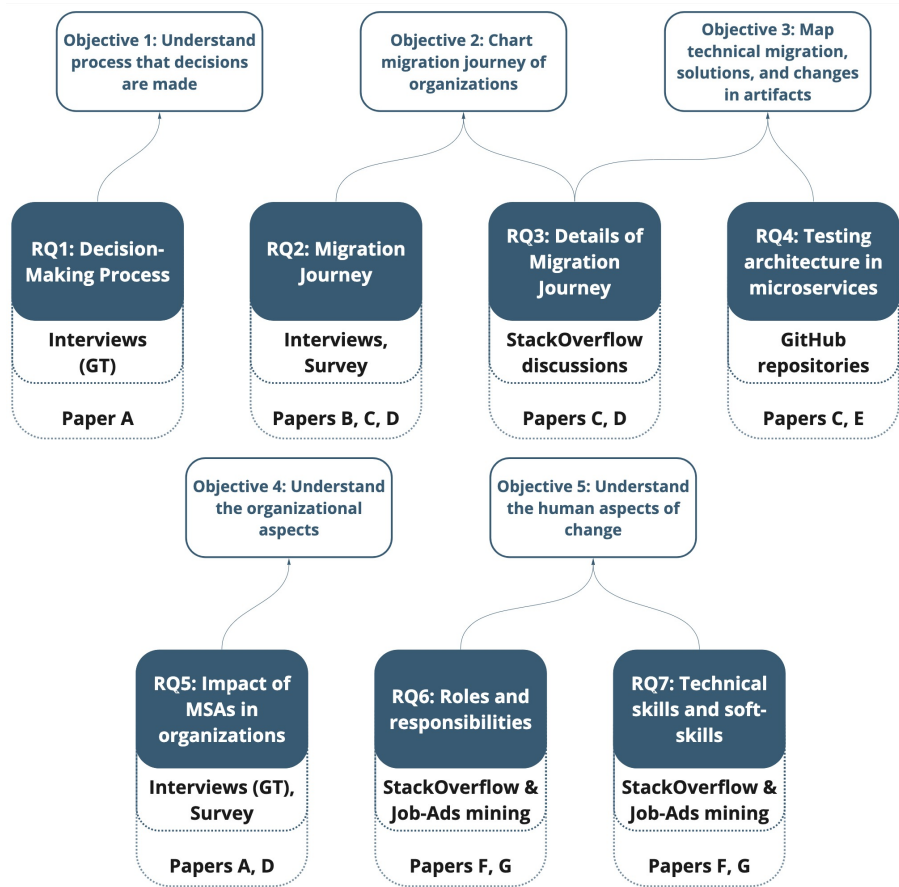 Objective 1: Understand
process that decisions
are made
Objective 2: Chart
migration journey of
organizations
Objective 3: Map
technical migration,
solutions, and changes
in artifacts
RQ1: Decision-
Making Process
Interviews
(GT)
Paper A
RQ2: Migration
Journey
Interviews,
Survey
Papers B, C, D
RQ3: Details of
Migration
Journey
StackOverflow
discussions
Papers C, D
RQ4: Testing
architecture in
microservices
GitHub
repositories
Papers C, E
Objective 4: Understand
the organizational
aspects
Objective 5: Understand
the human aspects of
change
RQ5: Impact of
MSAs in
organizations
Interviews (GT),
Survey
Papers A, D
RQ6: Roles and
responsibilities
StackOverflow &
Job-Ads mining
Papers F, G
RQ7: Technical
skills and soft-
skills
StackOverflow &
Job-Ads mining
Papers F, G